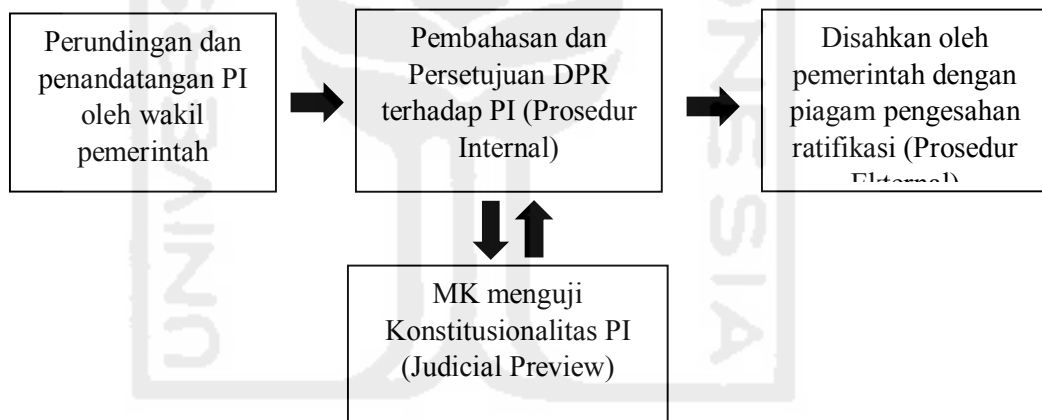 Perundingan dan
penandatangan PI
oleh wakil
pemerintah
Pembahasan dan
Persetujuan DPR
terhadap PI (Prosedur
Internal)
Disahkan oleh
pemerintah dengan
piagam pengesahan
ratifikasi (Prosedur
Ekternal)
MK menguji
Konstitusionalitas PI
(Judicial Preview)